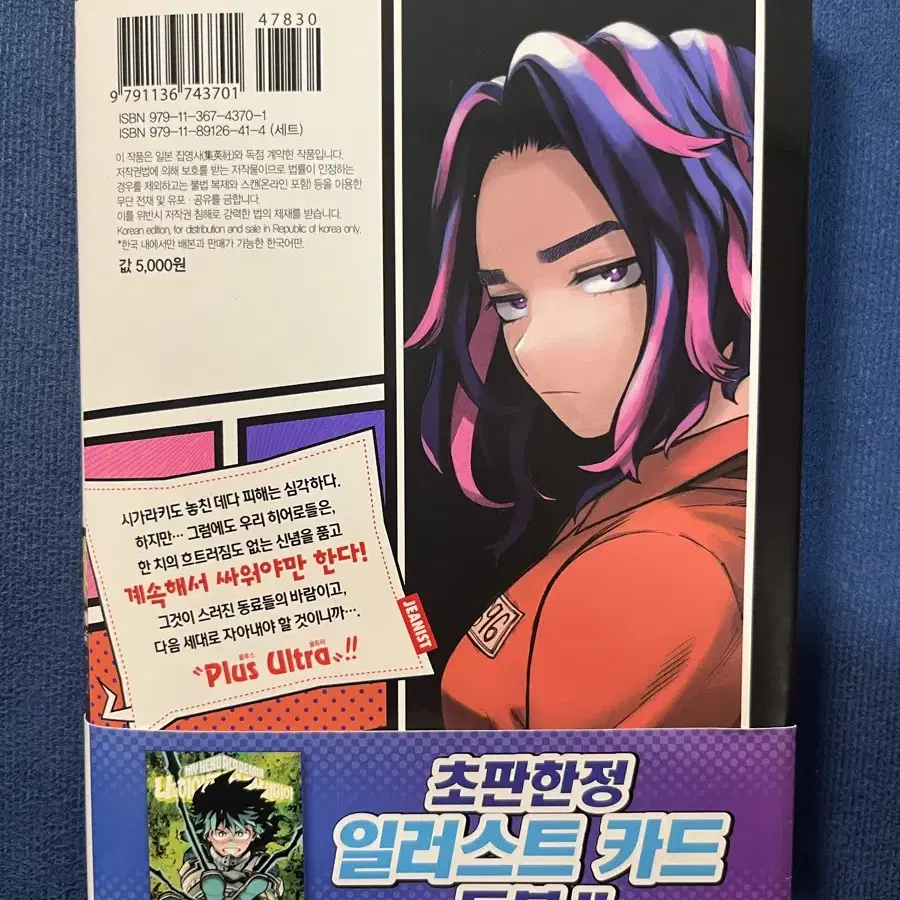 47830
9 791136 743701
ISBN 979-11-367-4370-1
ISBN 979-11-89126-41-4 (세트)
이 작품은 일본 집영사(集英社)와 독점 계약한 작품입니다.
저작권법에 의해 보호를 받는 저작물이므로 법률이 인정하는
경우를 제외하고는 불법 복제와 스캔(온라인 포함) 등을 이용한
무단 전재 및 유포·공유를 금합니다.
이를 위반시 저작권 침해로 강력한 법의 제재를 받습니다.
Korean edition, for distribution and sale in Republic of korea only.
*한국 내에서만 배본과 판매가 가능한 한국어판.
값 5,000원
시가라키도 놓친 데다 피해는 심각하다.
하지만… 그럼에도 우리 히어로들은,
한 치의 흐트러짐도 없는 신념을 품고
계속해서 싸워야만 한다!
그것이 스러진 동료들의 바람이고,
다음 세대로 자아내야 할 것이니까….
플루스 울트라
"Plus Ultra"!!
JEANIST
96
MY HERO ACADEMIA
초판한정
일러스트 카드